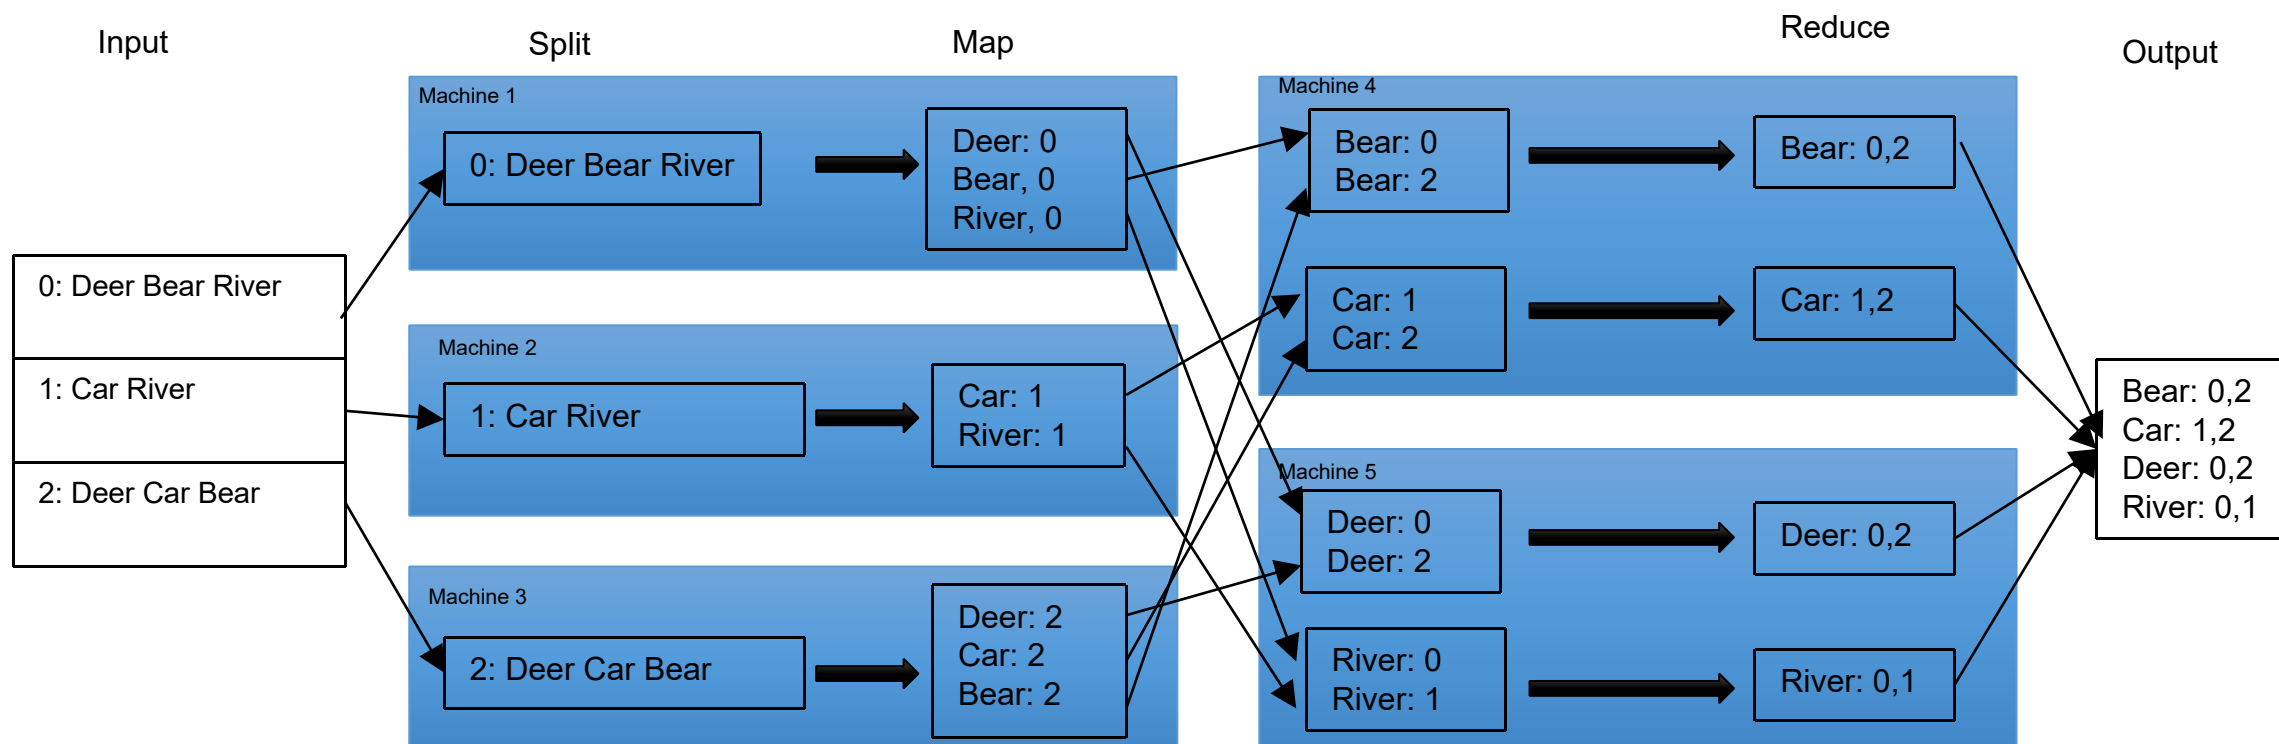 Input
Split
Map
Reduce
Output
0: Deer Bear River
1: Car River
2: Deer Car Bear
Machine 1
0: Deer Bear River
Deer: 0
Bear, 0
River, 0
Machine 2
1: Car River
Car: 1
River: 1
Machine 3
2: Deer Car Bear
Deer: 2
Car: 2
Bear: 2
Machine 4
Bear: 0
Bear: 2
Bear: 0,2
Car: 1
Car: 2
Car: 1,2
Machine 5
Deer: 0
Deer: 2
Deer: 0,2
River: 0
River: 1
River: 0,1
Bear: 0,2
Car: 1,2
Deer: 0,2
River: 0,1